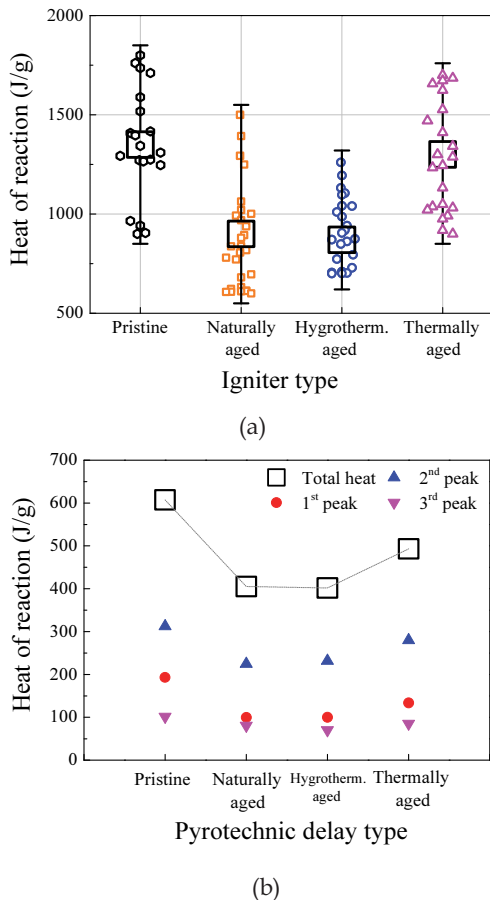 2000
1500
1000
500
Heat of reaction (J/g)
Pristine
Naturally
aged
Hygrotherm.
aged
Thermally
aged
Igniter type
(a)
700
600
500
400
300
200
100
0
Heat of reaction (J/g)
Total heat
2nd peak
1st peak
3rd peak
Pristine
Naturally
aged
Hygrotherm. aged
Thermally
aged
Pyrotechnic delay type
(b)